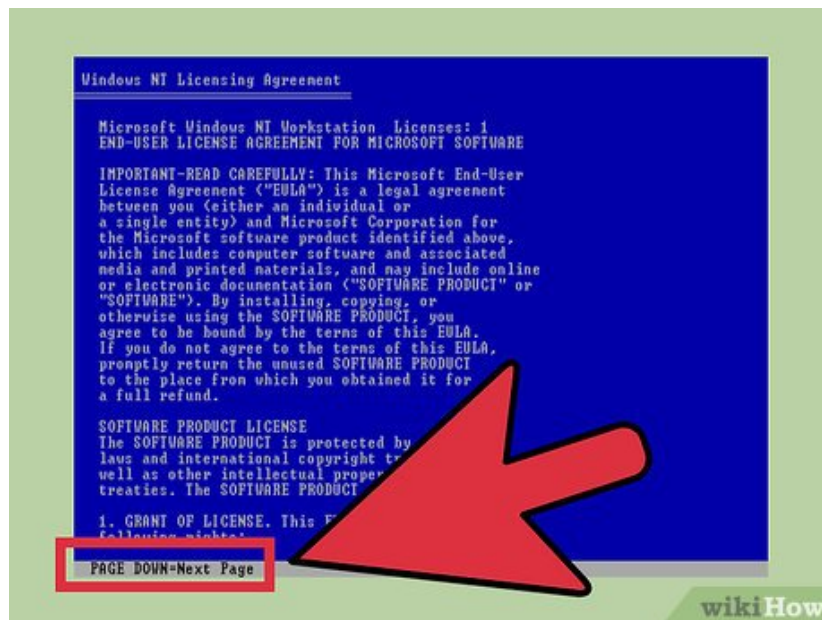 Windows NT Licensing Agreement
Microsoft Windows NT Workstation Licenses: 1
END-USER LICENSE AGREEMENT FOR MICROSOFT SOFTWARE
IMPORTANT-READ CAREFULLY: This Microsoft End-User
License Agreement ("EULA") is a legal agreement
between you (either an individual or
a single entity) and Microsoft Corporation for
the Microsoft software product identified above,
which includes computer software and associated
media and printed materials, and may include online
or electronic documentation ("SOFTWARE PRODUCT" or
"SOFTWARE"). By installing, copying, or
otherwise using the SOFTWARE PRODUCT, you
agree to be bound by the terms of this EULA.
If you do not agree to the terms of this EULA,
promptly return the unused SOFTWARE PRODUCT
to the place from which you obtained it for
a full refund.
SOFTWARE PRODUCT LICENSE
The SOFTWARE PRODUCT is protected by
laws and international copyright
well as other intellectual
treaties. The SOFTWARE PRODUCT
1. GRANT OF LICENSE. This
following rights:
PAGE DOWN=Next Page
wikiHow